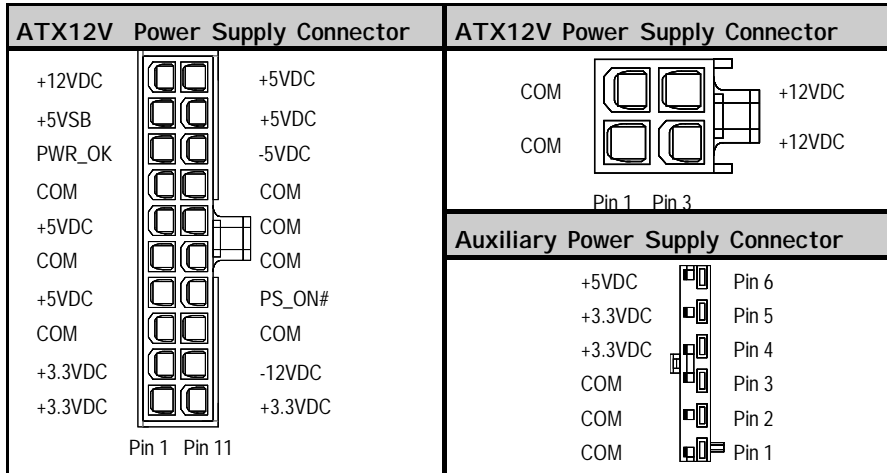 ATX12V Power Supply Connector
+12VDC +5VDC
+5VSB +5VDC
PWR_OK -5VDC
COM COM
+5VDC COM
COM COM
+5VDC PS_ON#
COM COM
+3.3VDC -12VDC
+3.3VDC +3.3VDC
Pin 1 Pin 11
ATX12V Power Supply Connector
COM +12VDC
COM +12VDC
Pin 1 Pin 3
Auxiliary Power Supply Connector
+5VDC Pin 6
+3.3VDC Pin 5
+3.3VDC Pin 4
COM Pin 3
COM Pin 2
COM Pin 1